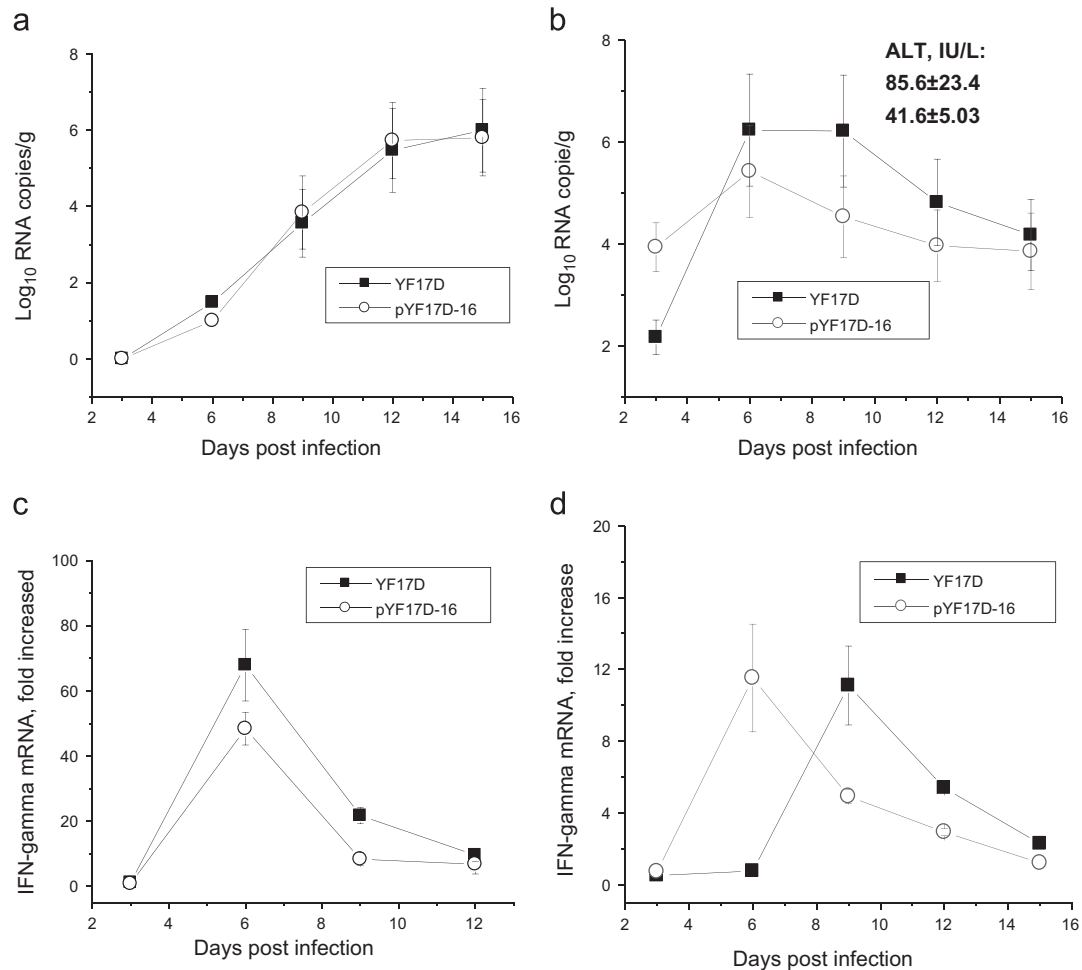 a
8
6
4
2
0
Log10 RNA copies/g
YF17D
pYF17D-16
2 4 6 8 10 12 14 16
Days post infection
b
8
6
4
2
Log10 RNA copie/g
ALT, IU/L:
85.6±23.4
41.6±5.03
YF17D
pYF17D-16
2 4 6 8 10 12 14 16
Days post infection
c
100
80
60
40
20
0
IFN-gamma mRNA, fold increased
YF17D
pYF17D-16
2 4 6 8 10 12
Days post infection
d
20
16
12
8
4
0
IFN-gamma mRNA, fold increase
YF17D
pYF17D-16
2 4 6 8 10 12 14 16
Days post infection